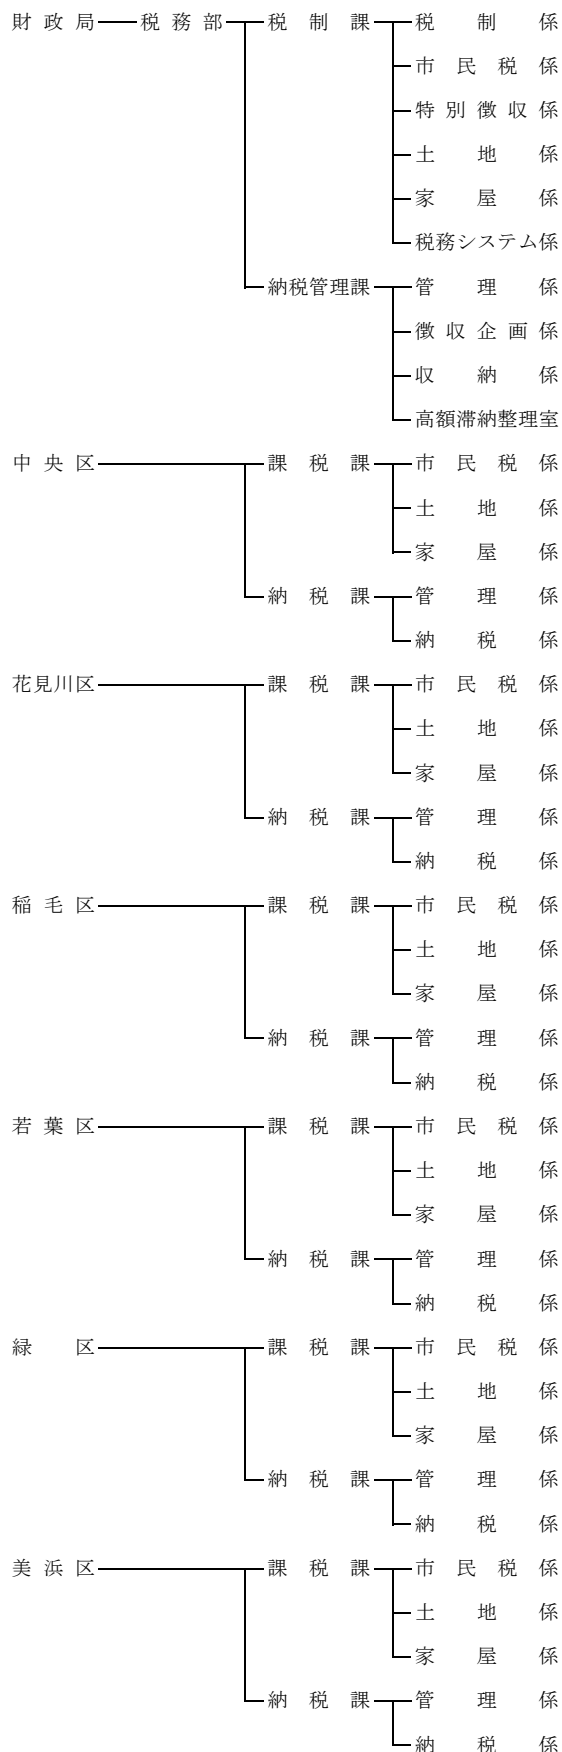 財政局 税務部 税制課 税制係
市民税係
特別徴収係
土地係
家屋係
税務システム係
納税管理課 管理係
徴収企画係
収納係
高額滞納整理室
中央区 課税課 市民税係
土地係
家屋係
納税課 管理係
納税係
花見川区 課税課 市民税係
土地係
家屋係
納税課 管理係
納税係
稲毛区 課税課 市民税係
土地係
家屋係
納税課 管理係
納税係
若葉区 課税課 市民税係
土地係
家屋係
納税課 管理係
納税係
緑区 課税課 市民税係
土地係
家屋係
納税課 管理係
納税係
美浜区 課税課 市民税係
土地係
家屋係
納税課 管理係
納税係